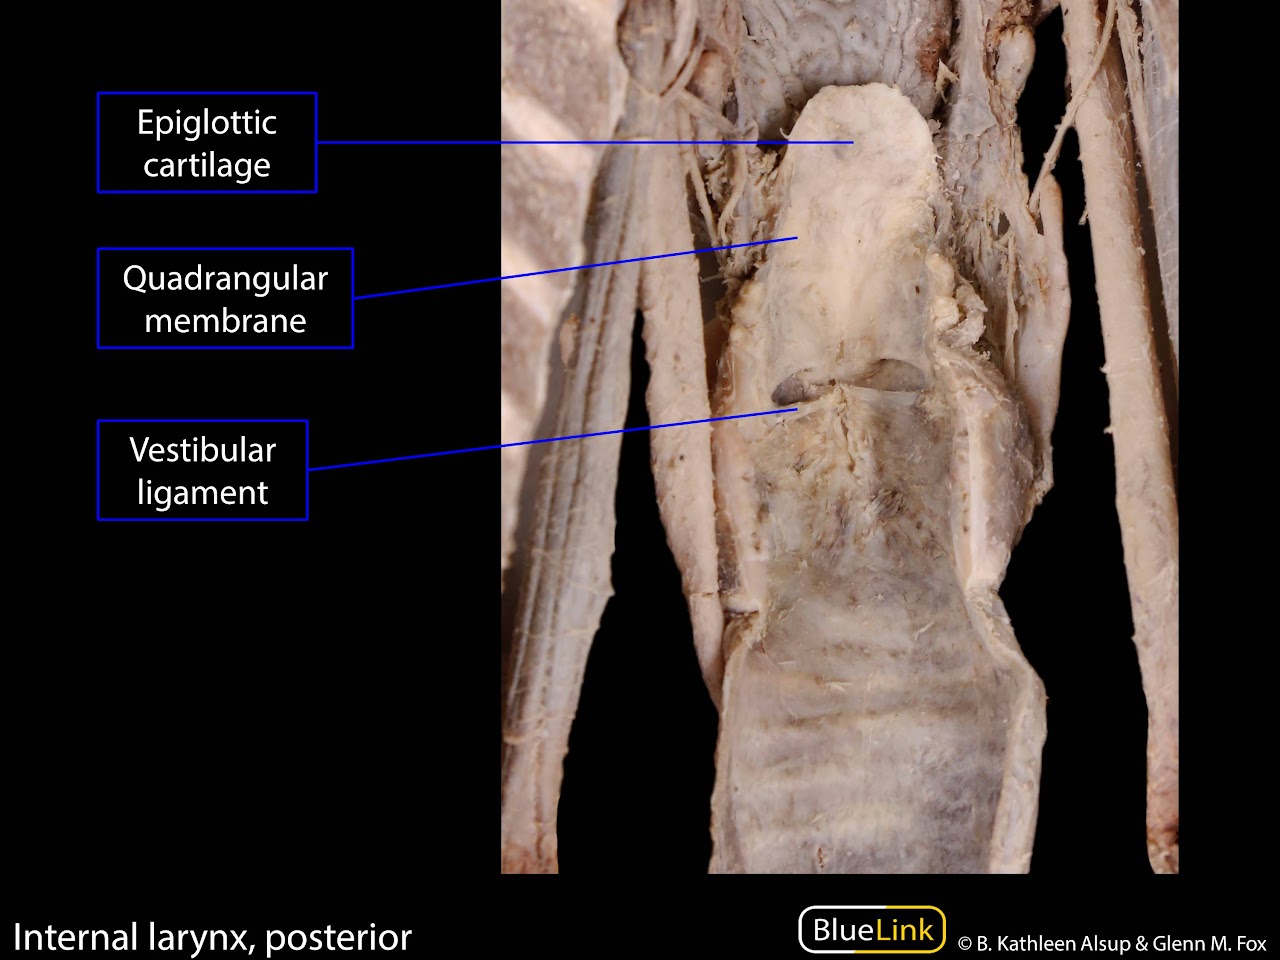 Epiglottic
cartilage
Quadrangular
membrane
Vestibular
ligament
Internal larynx, posterior
BlueLink
© B. Kathleen Alsup & Glenn M. Fox